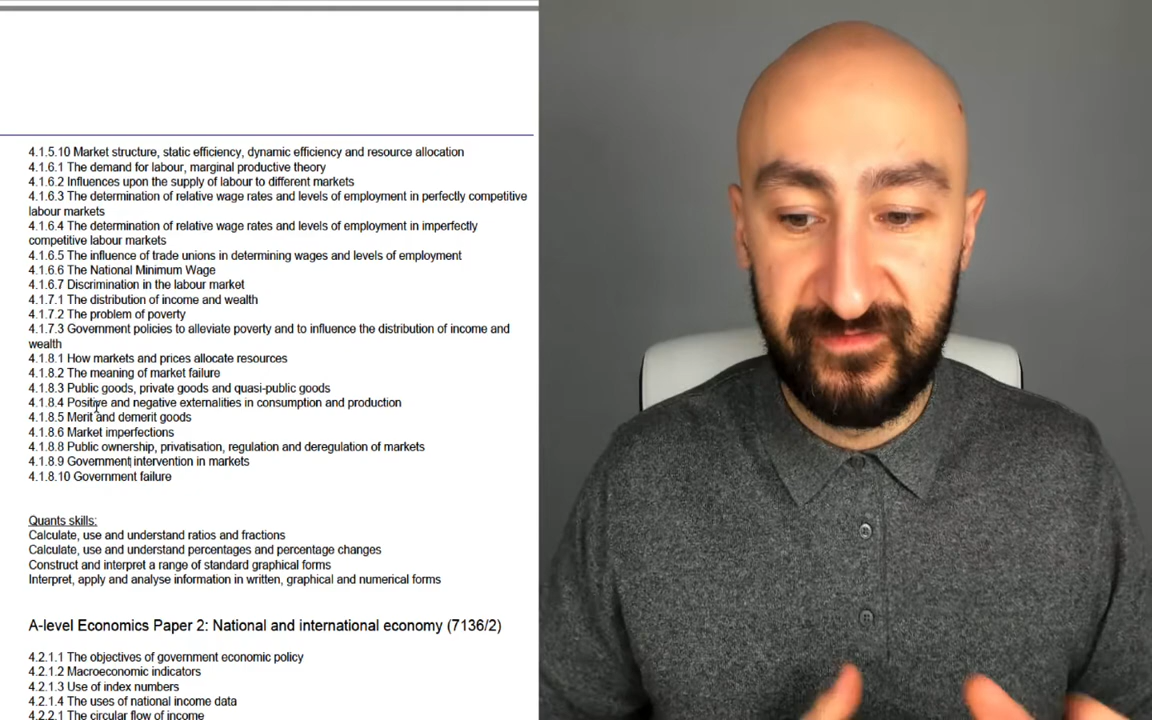 4.1.5.10 Market structure, static efficiency, dynamic efficiency and resource allocation
4.1.6.1 The demand for labour, marginal productive theory
4.1.6.2 Influences upon the supply of labour to different markets
4.1.6.3 The determination of relative wage rates and levels of employment in perfectly competitive
labour markets
4.1.6.4 The determination of relative wage rates and levels of employment in imperfectly
competitive labour markets
4.1.6.5 The influence of trade unions in determining wages and levels of employment
4.1.6.6 The National Minimum Wage
4.1.6.7 Discrimination in the labour market
4.1.7.1 The distribution of income and wealth
4.1.7.2 The problem of poverty
4.1.7.3 Government policies to alleviate poverty and to influence the distribution of income and
wealth
4.1.8.1 How markets and prices allocate resources
4.1.8.2 The meaning of market failure
4.1.8.3 Public goods, private goods and quasi-public goods
4.1.8.4 Positive and negative externalities in consumption and production
4.1.8.5 Merit and demerit goods
4.1.8.6 Market imperfections
4.1.8.8 Public ownership, privatisation, regulation and deregulation of markets
4.1.8.9 Government intervention in markets
4.1.8.10 Government failure
Quants skills:
Calculate, use and understand ratios and fractions
Calculate, use and understand percentages and percentage changes
Construct and interpret a range of standard graphical forms
Interpret, apply and analyse information in written, graphical and numerical forms
A-level Economics Paper 2: National and international economy (7136/2)
4.2.1.1 The objectives of government economic policy
4.2.1.2 Macroeconomic indicators
4.2.1.3 Use of index numbers
4.2.1.4 The uses of national income data
4.2.2.1 The circular flow of income